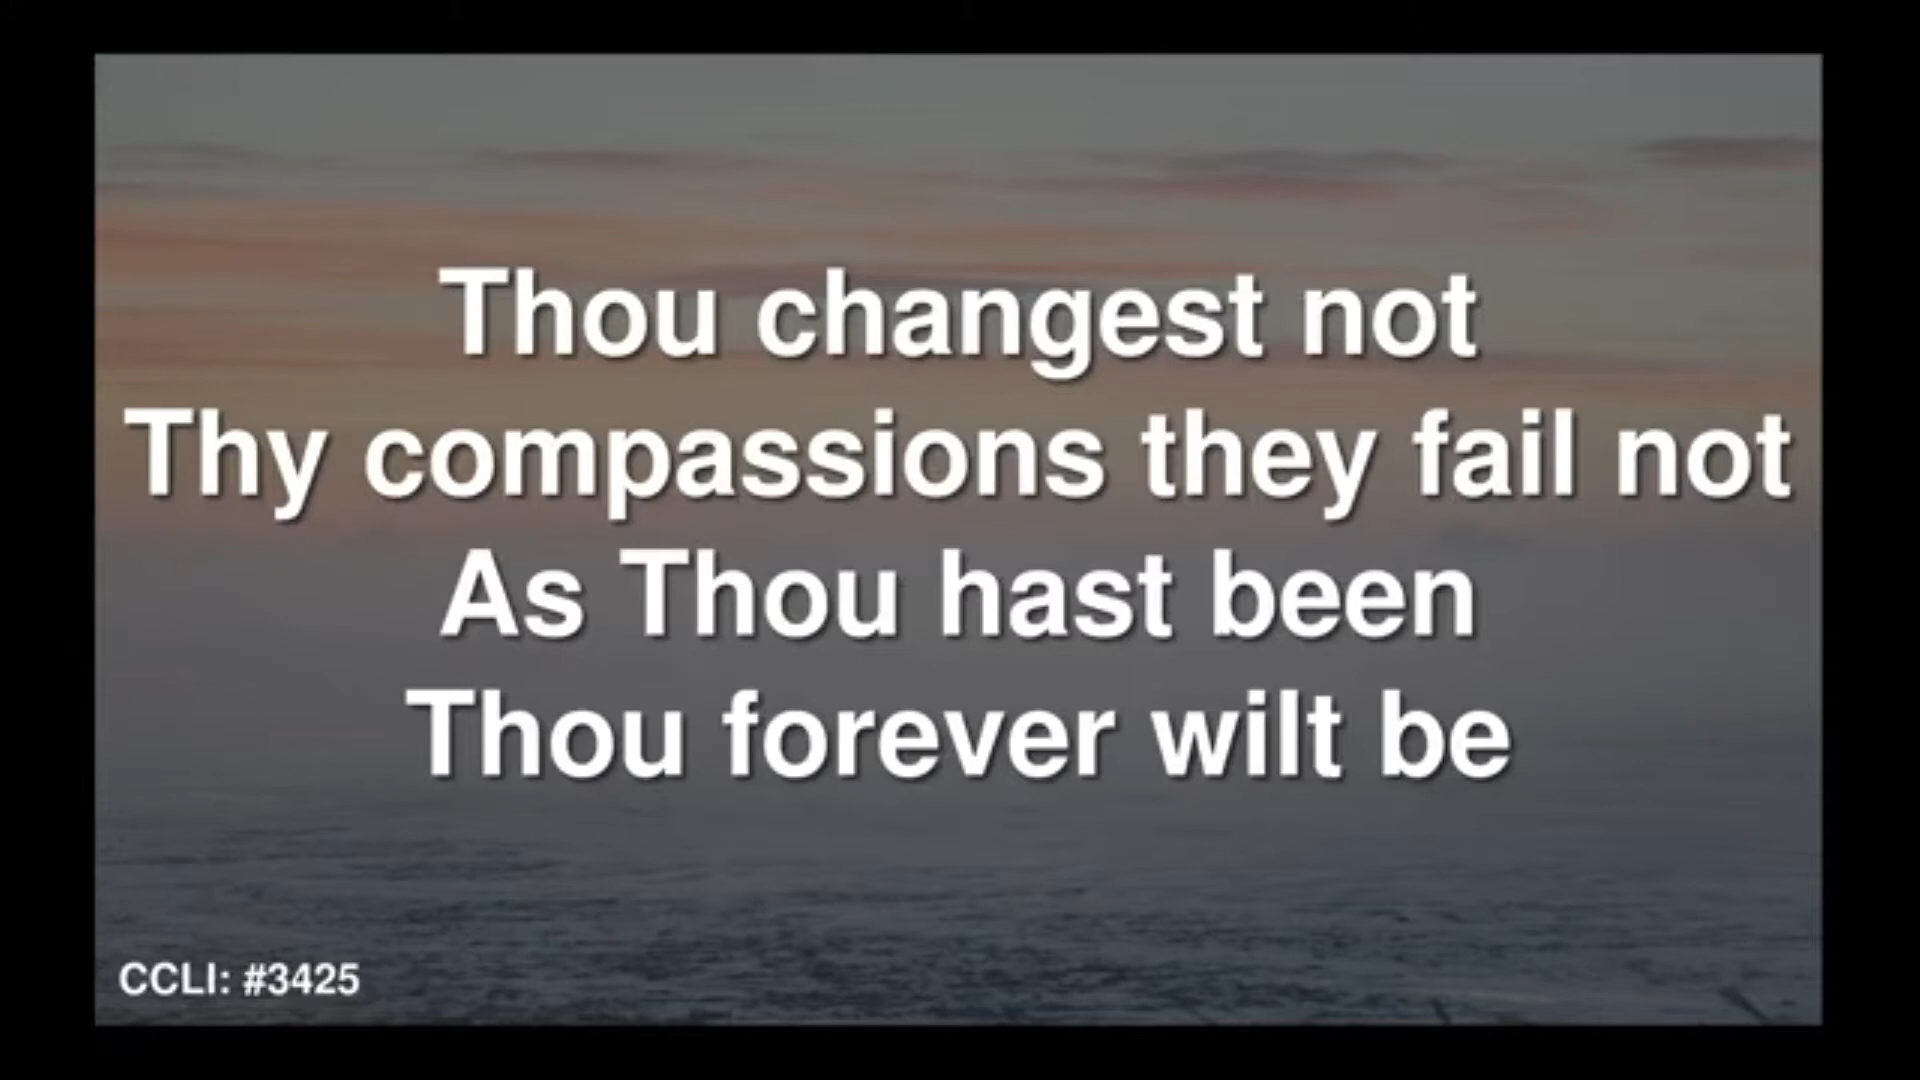 Thou changest not
Thy compassions they fail not
As Thou hast been
Thou forever wilt be
CCLI: #3425